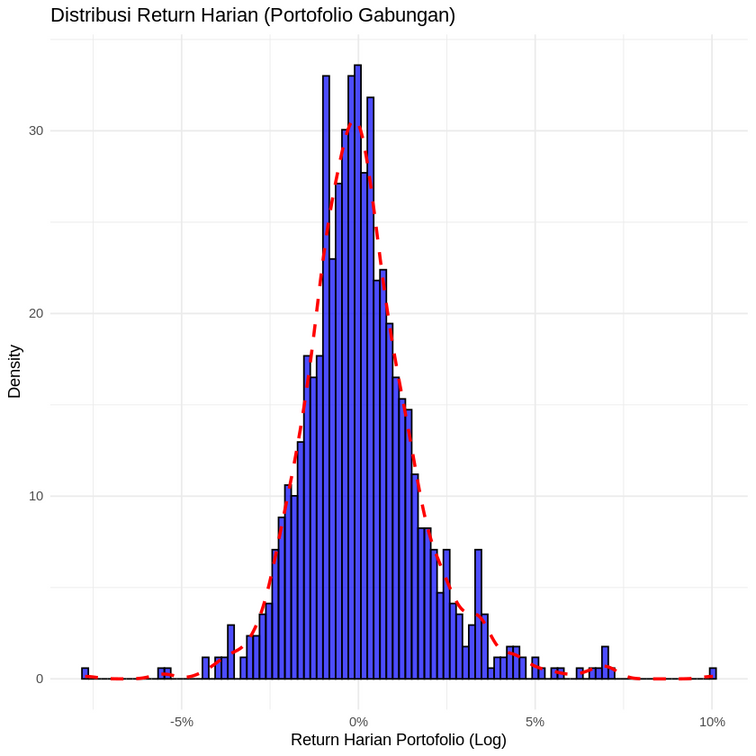 Distribusi Return Harian (Portofolio Gabungan)
Density
30
20
10
0
-5%
0%
5%
10%
Return Harian Portofolio (Log)